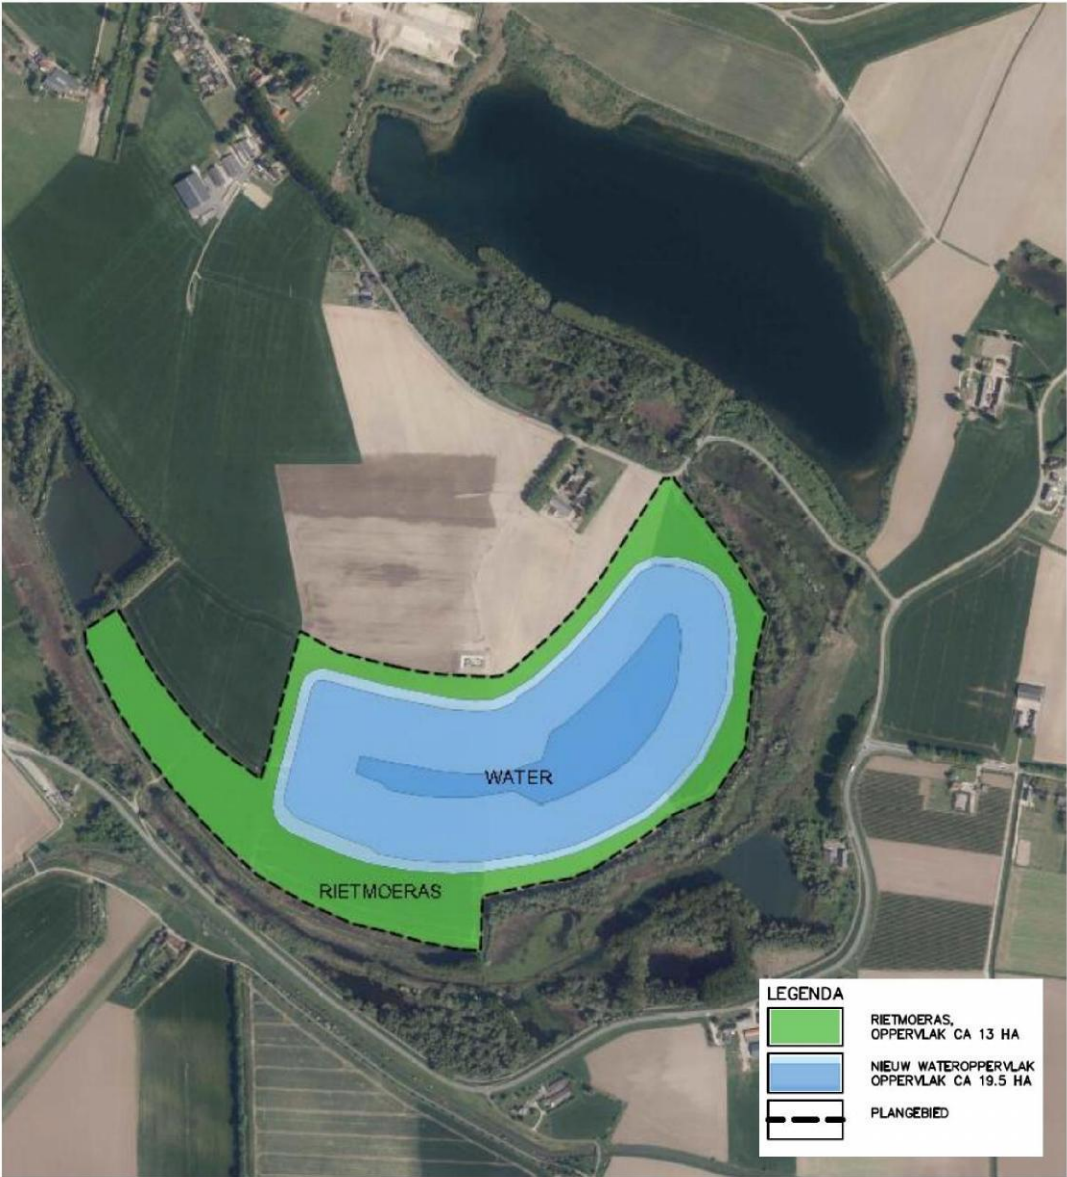 WATER
RIETMOERAS
LEGENDA
RIETMOERAS,
OPPERVLAK CA 13 HA
NIEUW WATEROPPERVLAK
OPPERVLAK CA 19.5 HA
PLANGEBIED